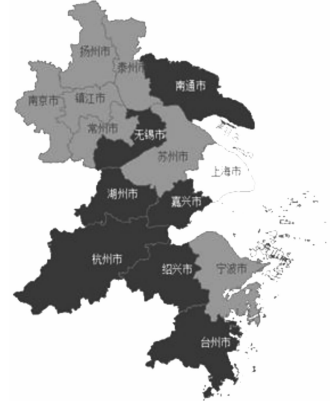 扬州市
泰州市
南通市
南京市
镇江市
常州市
无锡市
苏州市
上海市
湖州市
嘉兴市
杭州市
绍兴市
宁波市
台州市